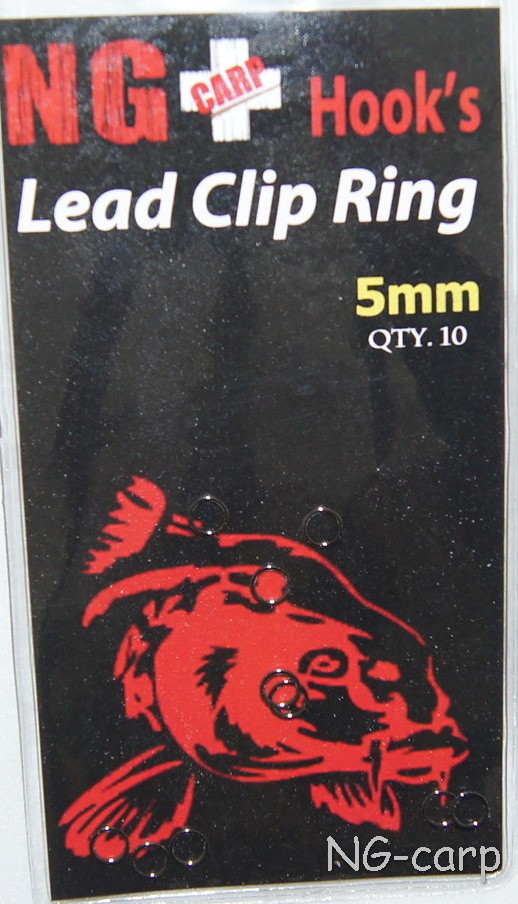 NG CARP Hook's
Lead Clip Ring
5mm
QTY. 10
NG-carp